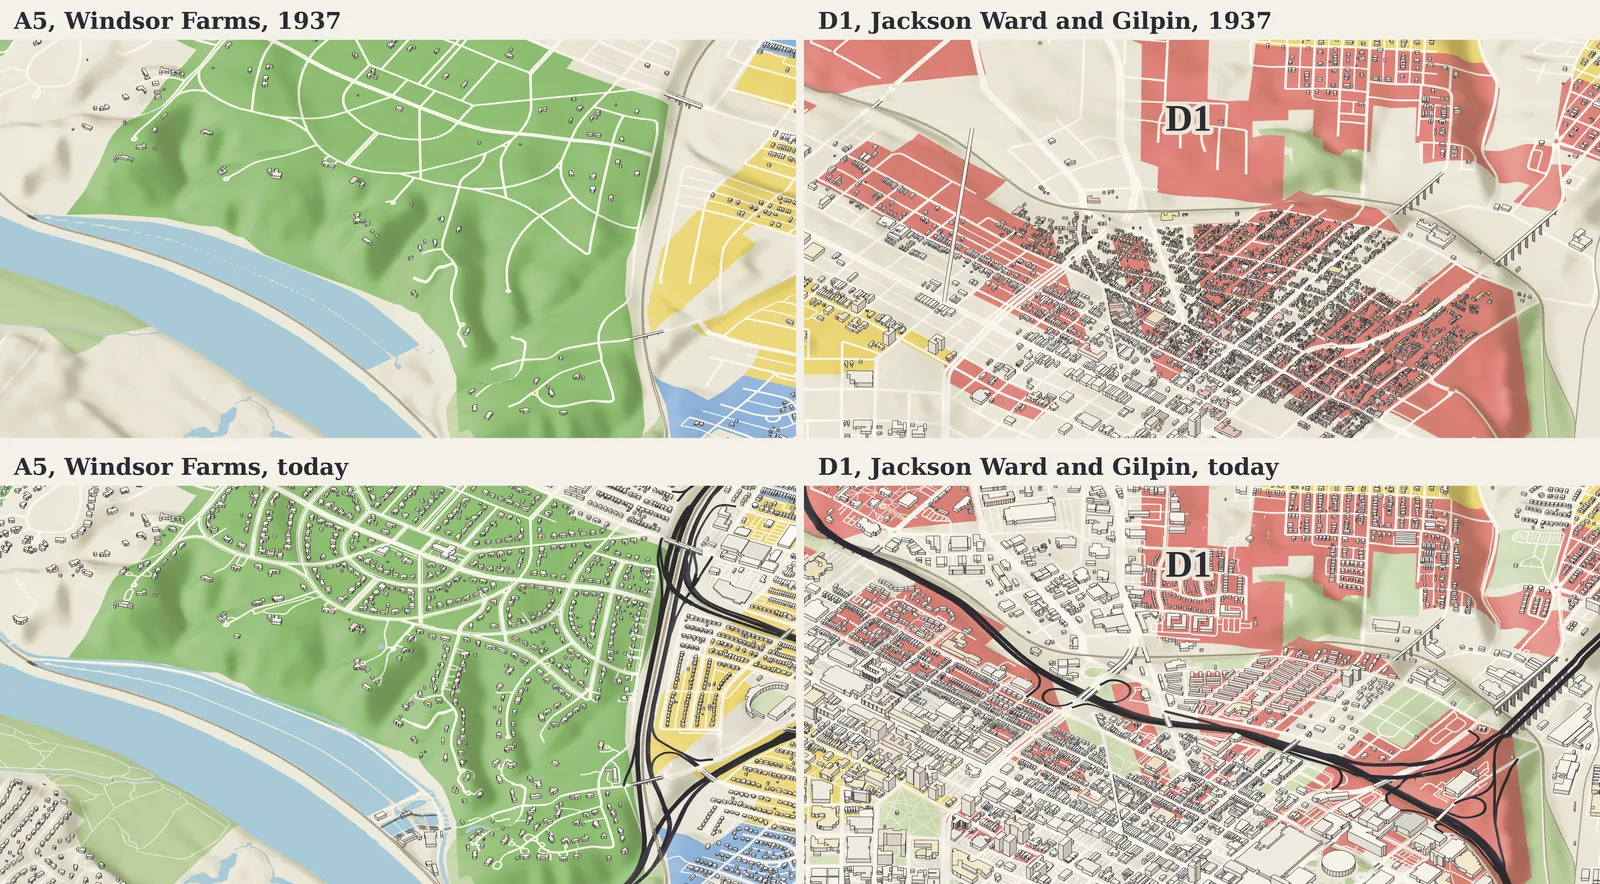 A5, Windsor Farms, 1937
D1, Jackson Ward and Gilpin, 1937
D1
A5, Windsor Farms, today
D1, Jackson Ward and Gilpin, today
D1